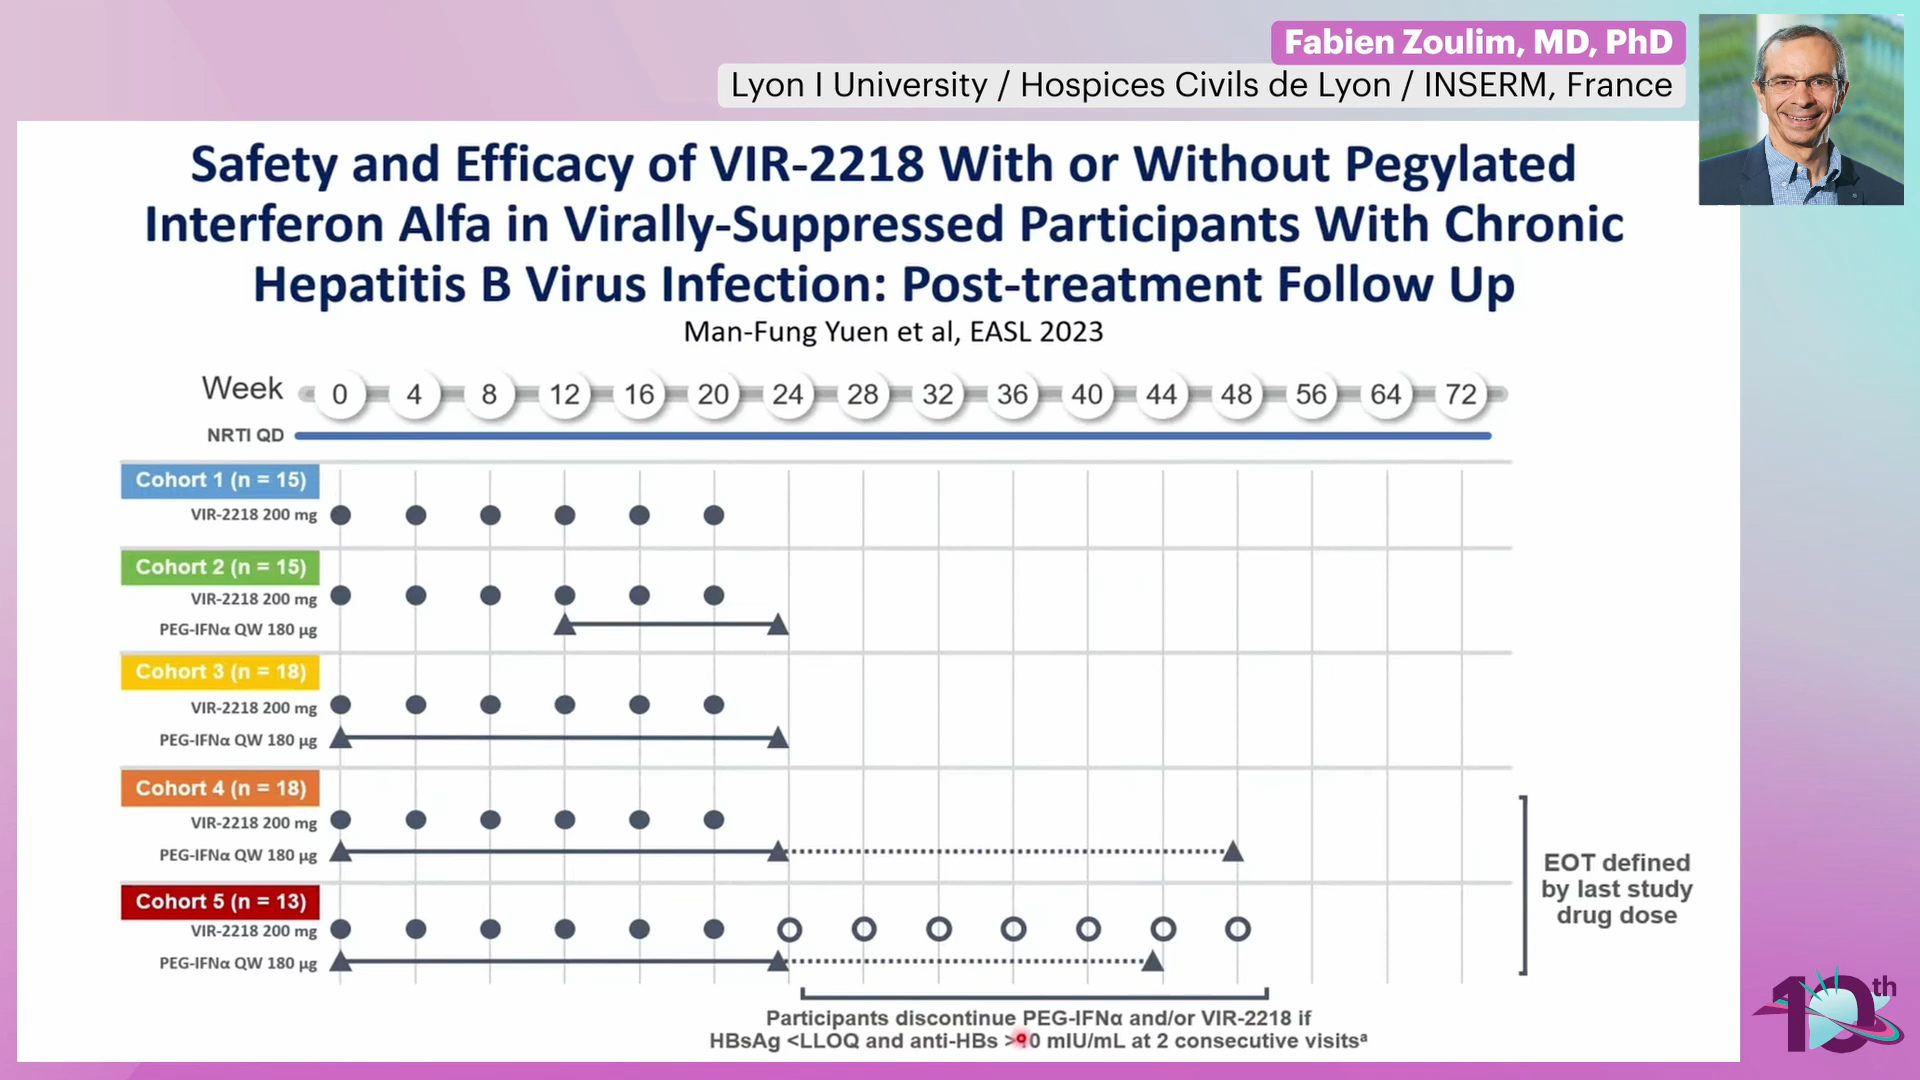 Fabien Zoulim, MD, PhD
Lyon I University / Hospices Civils de Lyon / INSERM, France
Safety and Efficacy of VIR-2218 With or Without Pegylated
Interferon Alfa in Virally-Suppressed Participants With Chronic
Hepatitis B Virus Infection: Post-treatment Follow Up
Man-Fung Yuen et al, EASL 2023
Week 0 4 8 12 16 20 24 28 32 36 40 44 48 56 64 72
NRTI QD
Cohort 1 (n = 15)
VIR-2218 200 mg
Cohort 2 (n = 15)
VIR-2218 200 mg
PEG-IFNα QW 180 µg
Cohort 3 (n = 18)
VIR-2218 200 mg
PEG-IFNα QW 180 µg
Cohort 4 (n = 18)
VIR-2218 200 mg
PEG-IFNα QW 180 µg
Cohort 5 (n = 13)
VIR-2218 200 mg
PEG-IFNα QW 180 µg
EOT defined
by last study
drug dose
Participants discontinue PEG-IFNα and/or VIR-2218 if
HBsAg <LLOQ and anti-HBs >10 mIU/mL at 2 consecutive visitsᵃ
10th